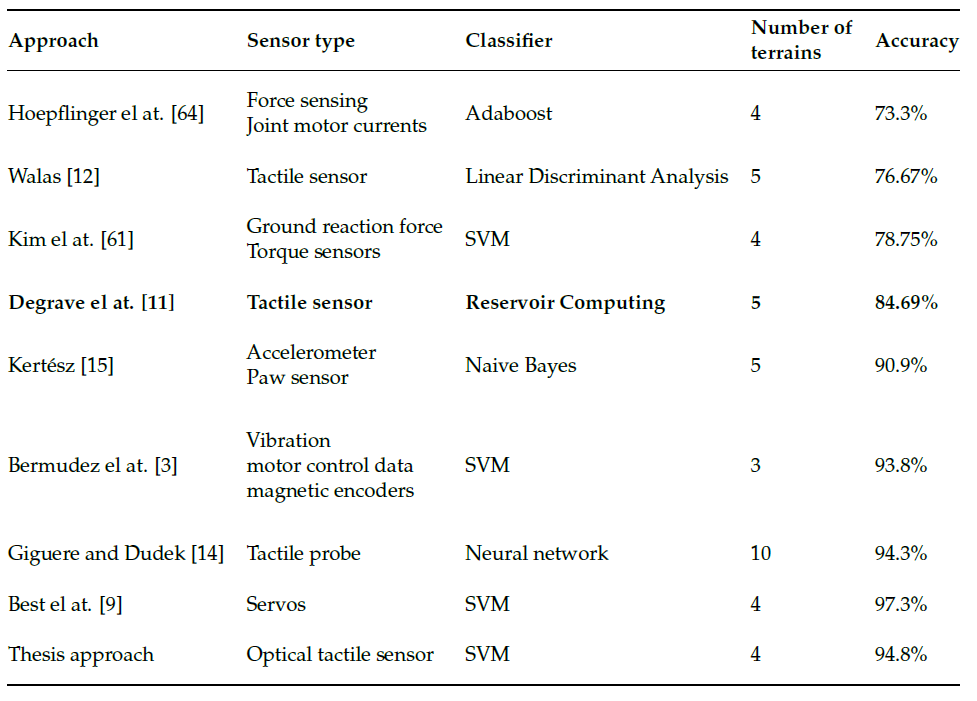 Approach Sensor type Classifier Number of terrains Accuracy
Hoepflinger el at. [64] Force sensing Joint motor currents Adaboost 4 73.3%
Walas [12] Tactile sensor Linear Discriminant Analysis 5 76.67%
Kim el at. [61] Ground reaction force Torque sensors SVM 4 78.75%
Degrave el at. [11] Tactile sensor Reservoir Computing 5 84.69%
Kertész [15] Accelerometer Paw sensor Naive Bayes 5 90.9%
Bermudez el at. [3] Vibration motor control data magnetic encoders SVM 3 93.8%
Giguere and Dudek [14] Tactile probe Neural network 10 94.3%
Best el at. [9] Servos SVM 4 97.3%
Thesis approach Optical tactile sensor SVM 4 94.8%